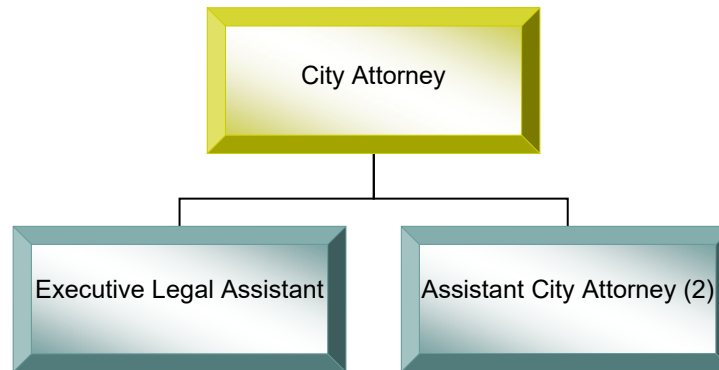 City Attorney
Executive Legal Assistant
Assistant City Attorney (2)